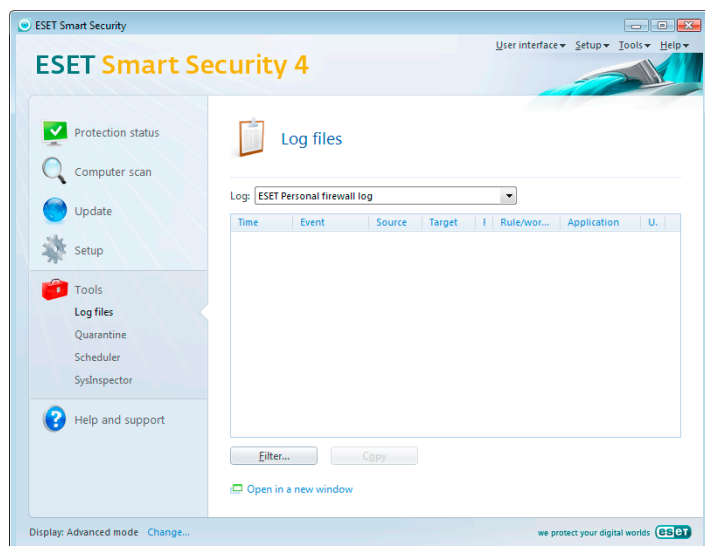 ESET Smart Security
User interface Setup Tools Help
ESET Smart Security 4
Protection status
Computer scan
Update
Setup
Tools
Log files
Quarantine
Scheduler
SysInspector
Help and support
Log files
Log: ESET Personal firewall log
Time Event Source Target Rule/wor... Application U.
Filter... Copy
Open in a new window
Display: Advanced mode Change...
we protect your digital worlds eset